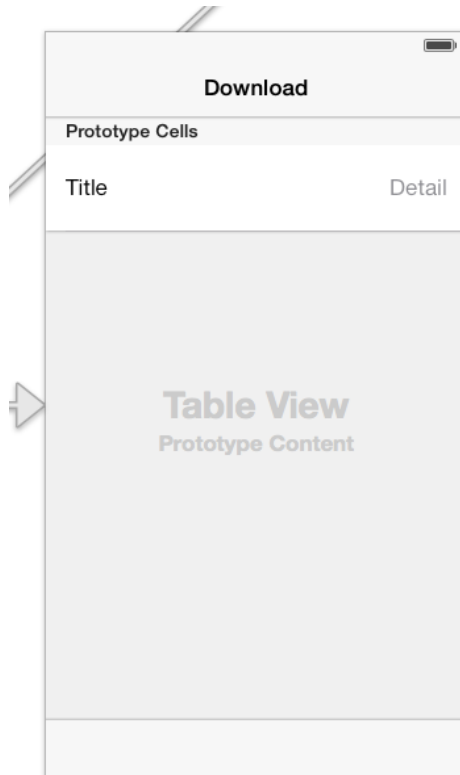 Download
Prototype Cells
Title Detail
Table View
Prototype Content